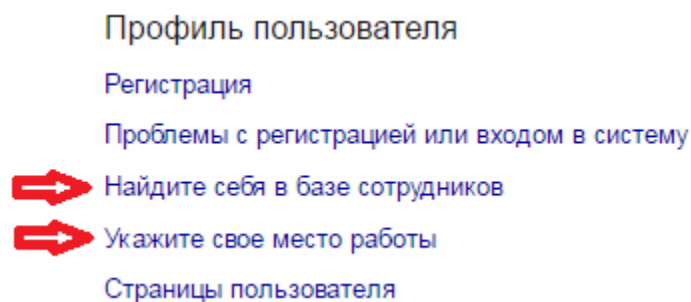 Профиль пользователя
Регистрация
Проблемы с регистрацией или входом в систему
Найдите себя в базе сотрудников
Укажите свое место работы
Страницы пользователя